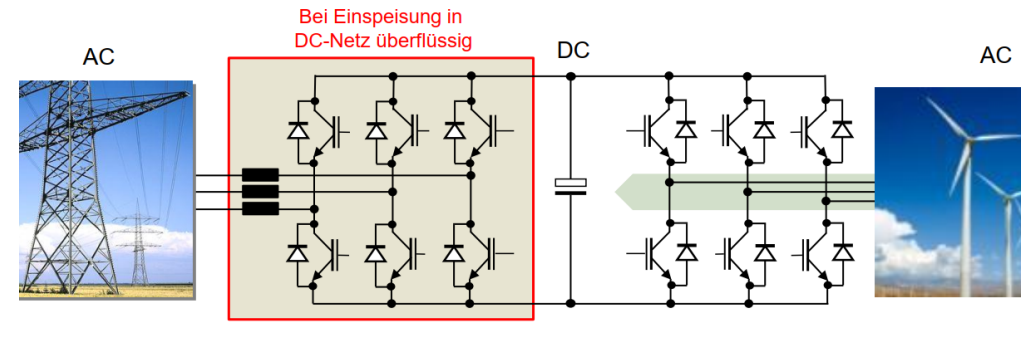 Bei Einspeisung in
DC-Netz überflüssig
AC
DC
AC